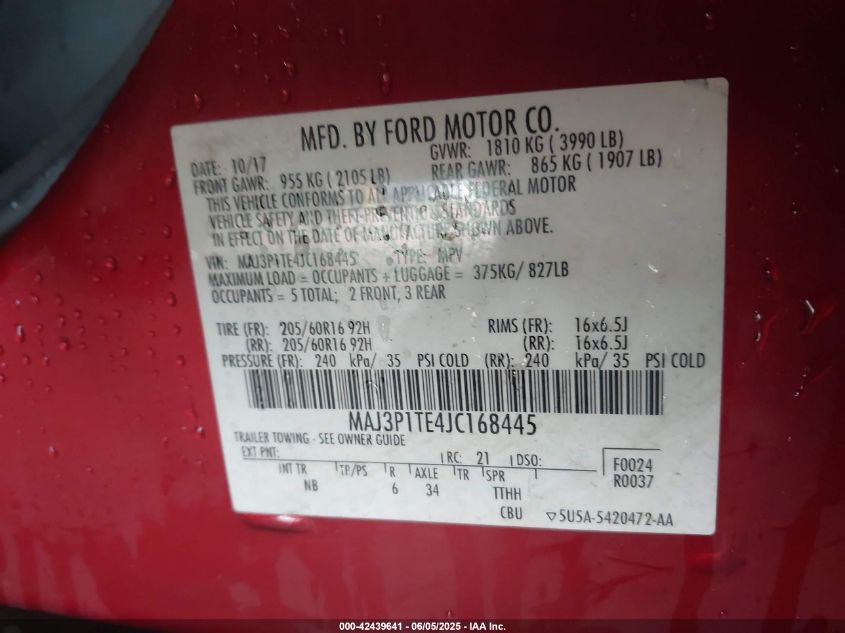 MFD. BY FORD MOTOR CO.
DATE: 10/17 GVWR: 1810 KG ( 3990 LB)
FRONT GAWR: 955 KG ( 2105 LB) REAR GAWR: 865 KG ( 1907 LB)
THIS VEHICLE CONFORMS TO ALL APPLICABLE FEDERAL MOTOR
VEHICLE SAFETY AND THEFT PREVENTION STANDARDS
IN EFFECT ON THE DATE OF MANUFACTURE SHOWN ABOVE.
VIN: MAJ3P1TE4JC168445 TYPE: MPV
MAXIMUM LOAD = OCCUPANTS + LUGGAGE = 375KG/ 827LB
OCCUPANTS = 5 TOTAL; 2 FRONT, 3 REAR
TIRE (FR): 205/60R16 92H RIMS (FR): 16x6.5J
(RR): 205/60R16 92H (RR): 16x6.5J
PRESSURE (FR): 240 kPa/ 35 PSI COLD (RR): 240 kPa/ 35 PSI COLD
MAJ3P1TE4JC168445
TRAILER TOWING - SEE OWNER GUIDE
EXT PNT: RC: 21 DSO: F0024
INT TR TP/PS R AXLE TR SPR R0037
NB 6 34 TTHH
CBU ▽5U5A-5420472-AA
000-42439641 - 06/05/2025 - IAAI.COM